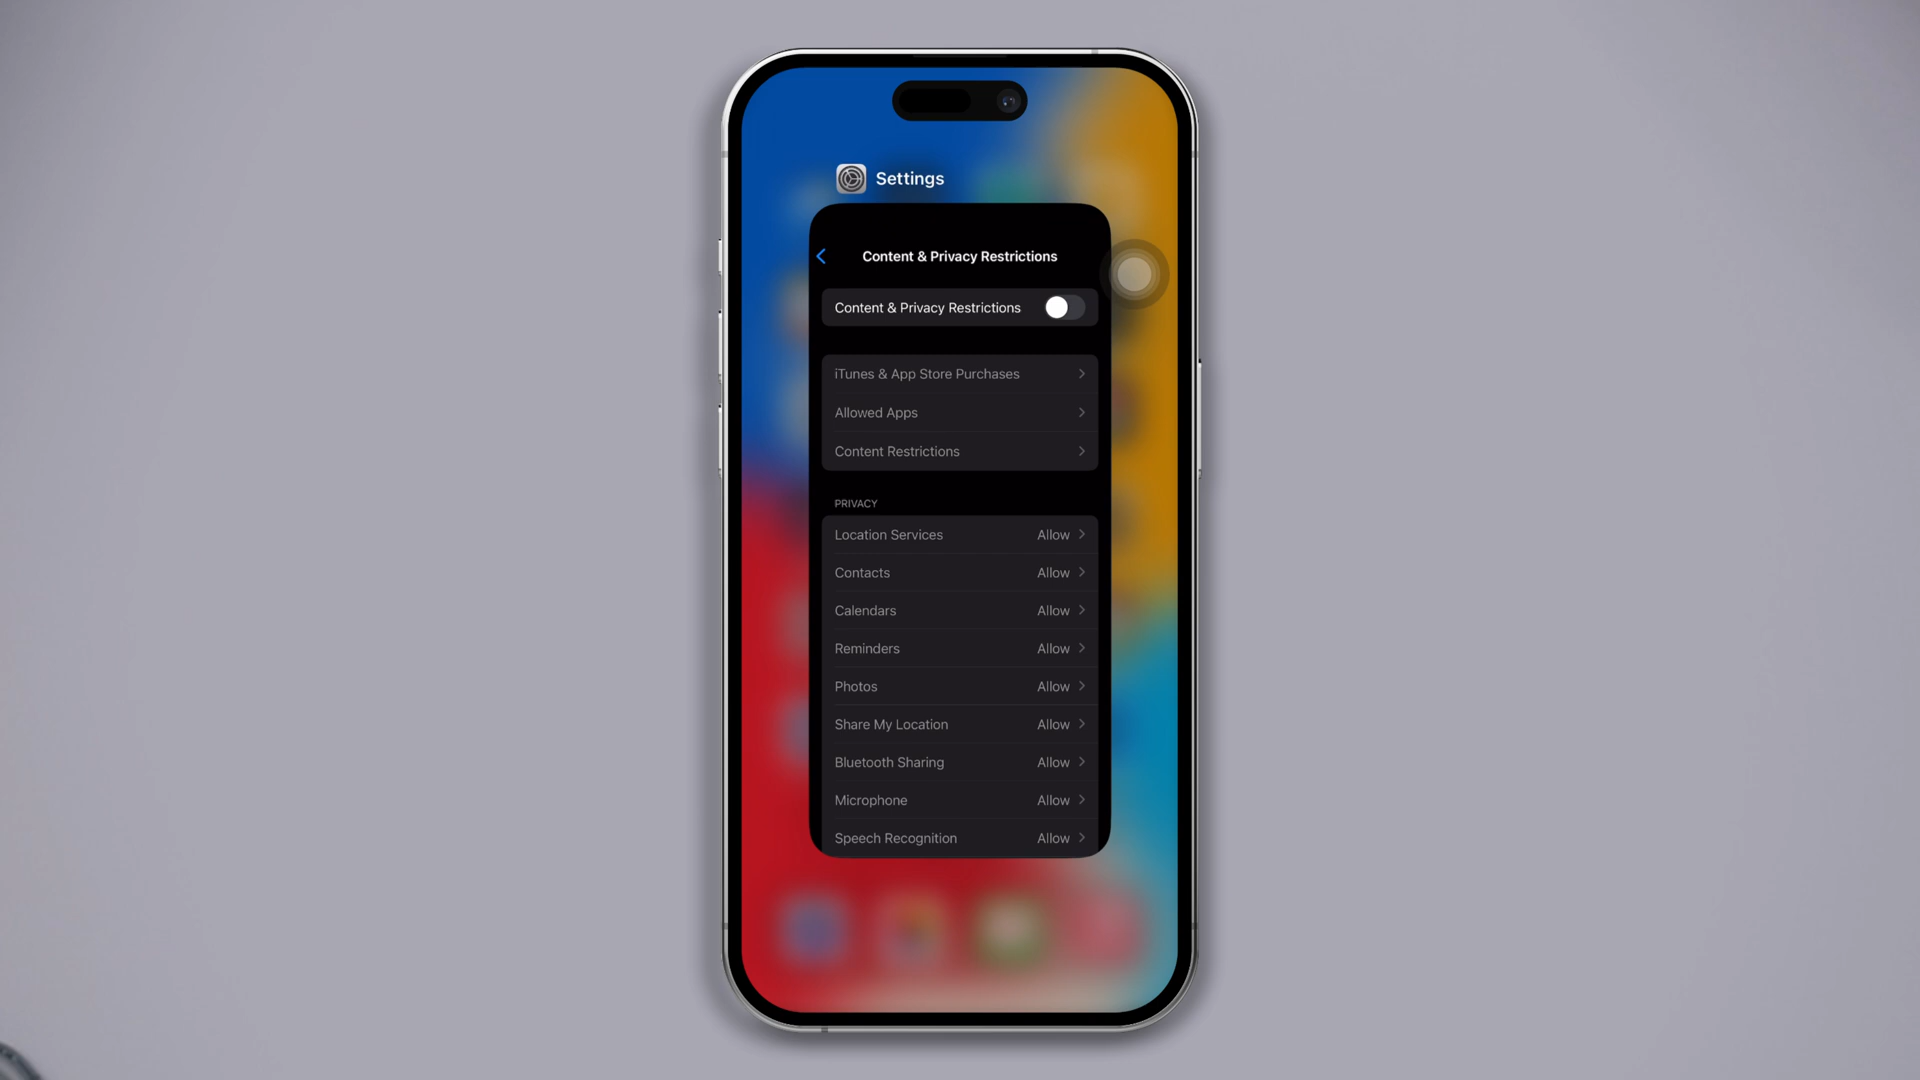 Settings
Content & Privacy Restrictions
Content & Privacy Restrictions
iTunes & App Store Purchases
Allowed Apps
Content Restrictions
PRIVACY
Location Services Allow
Contacts Allow
Calendars Allow
Reminders Allow
Photos Allow
Share My Location Allow
Bluetooth Sharing Allow
Microphone Allow
Speech Recognition Allow